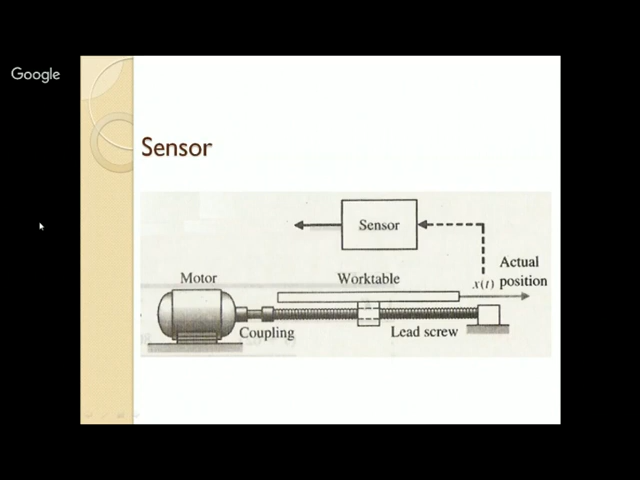 Google
Sensor
Sensor
Actual
x(t) position
Motor
Worktable
Coupling
Lead screw